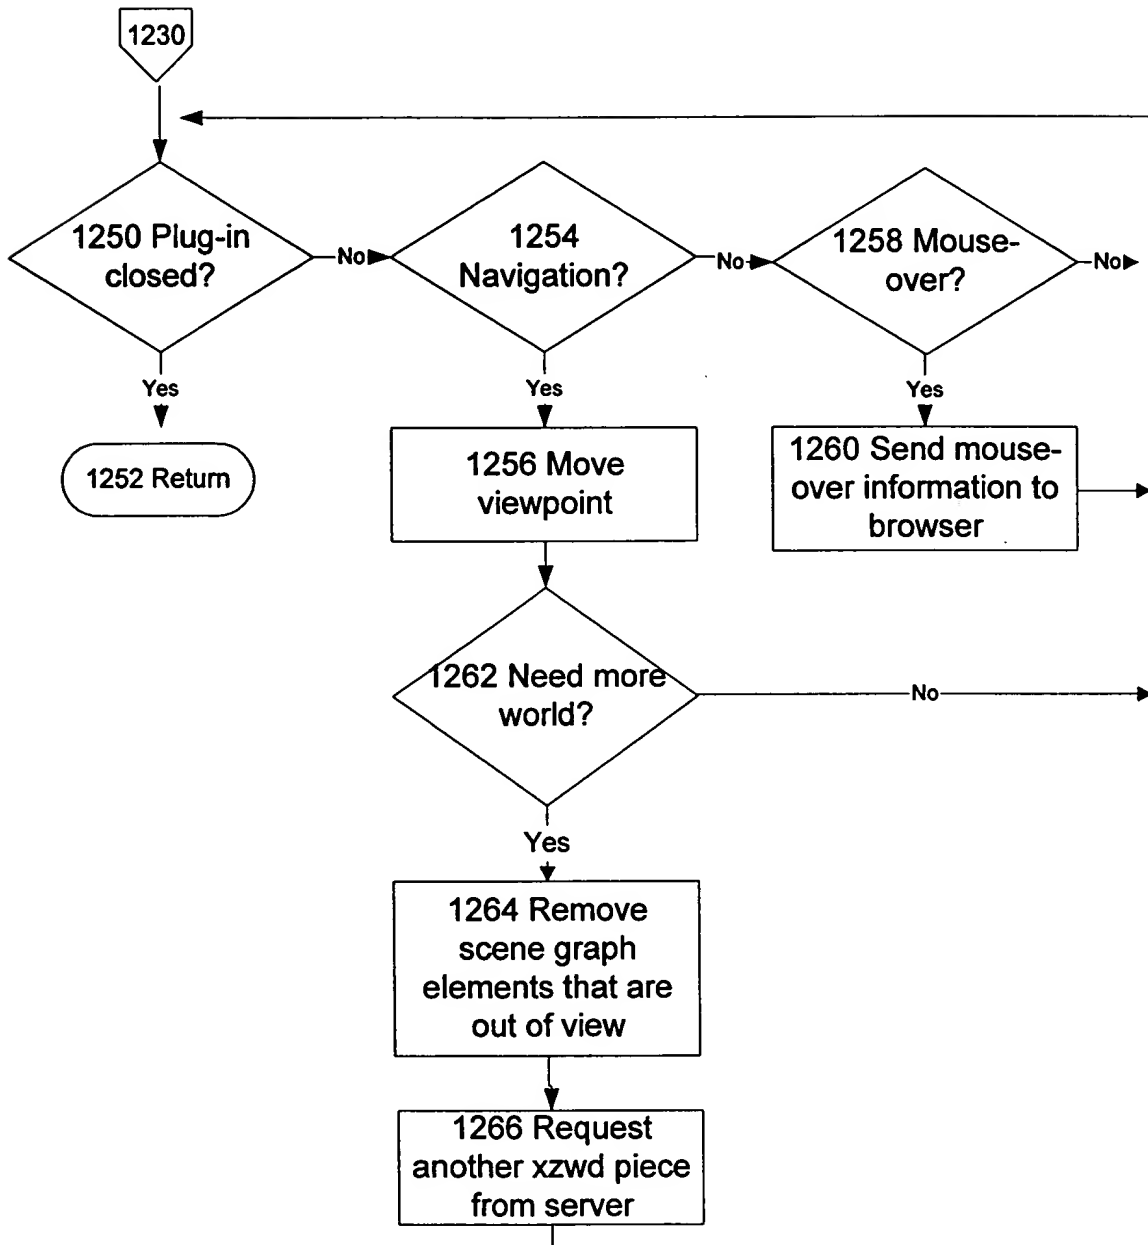 1230
1250 Plug-in
closed?
No
1254
Navigation?
No
1258 Mouse-
over?
No
Yes
Yes
Yes
1252 Return
1256 Move
viewpoint
1260 Send mouse-
over information to
browser
1262 Need more
world?
No
Yes
1264 Remove
scene graph
elements that are
out of view
1266 Request
another xzwd piece
from server